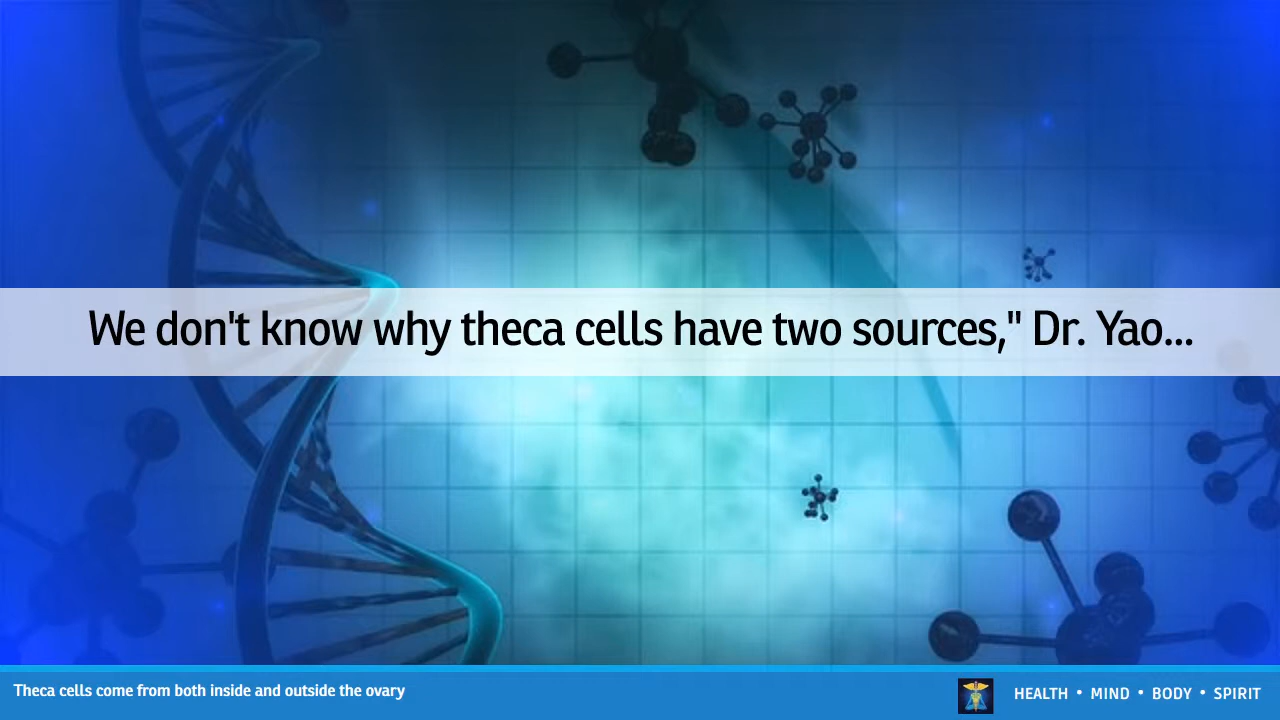 We don't know why theca cells have two sources," Dr. Yao...
Theca cells come from both inside and outside the ovary
HEALTH • MIND • BODY • SPIRIT